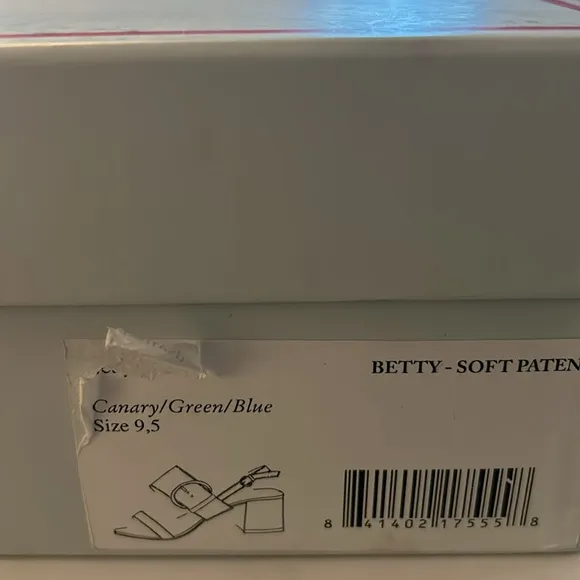 BETTY - SOFT PATEN
Canary/Green/Blue
Size 9,5
8 41402 17555 8